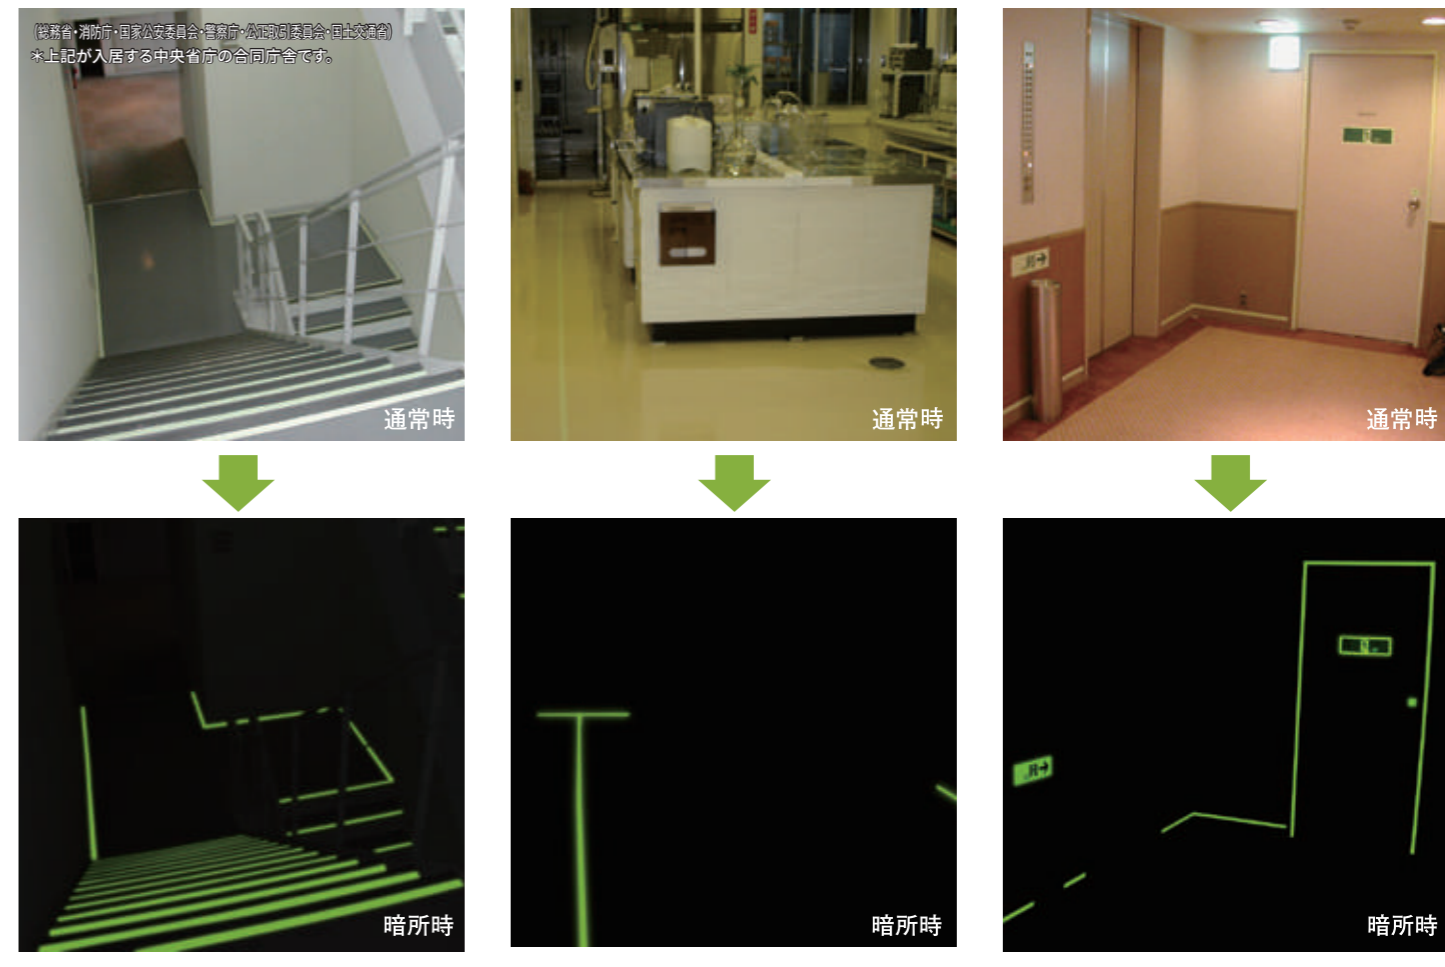 (総務省・消防庁・国家公安委員会・警察庁・公正取引委員会・国土交通省)
＊上記が入居する中央省庁の合同庁舎です。
通常時
通常時
通常時
暗所時
暗所時
暗所時